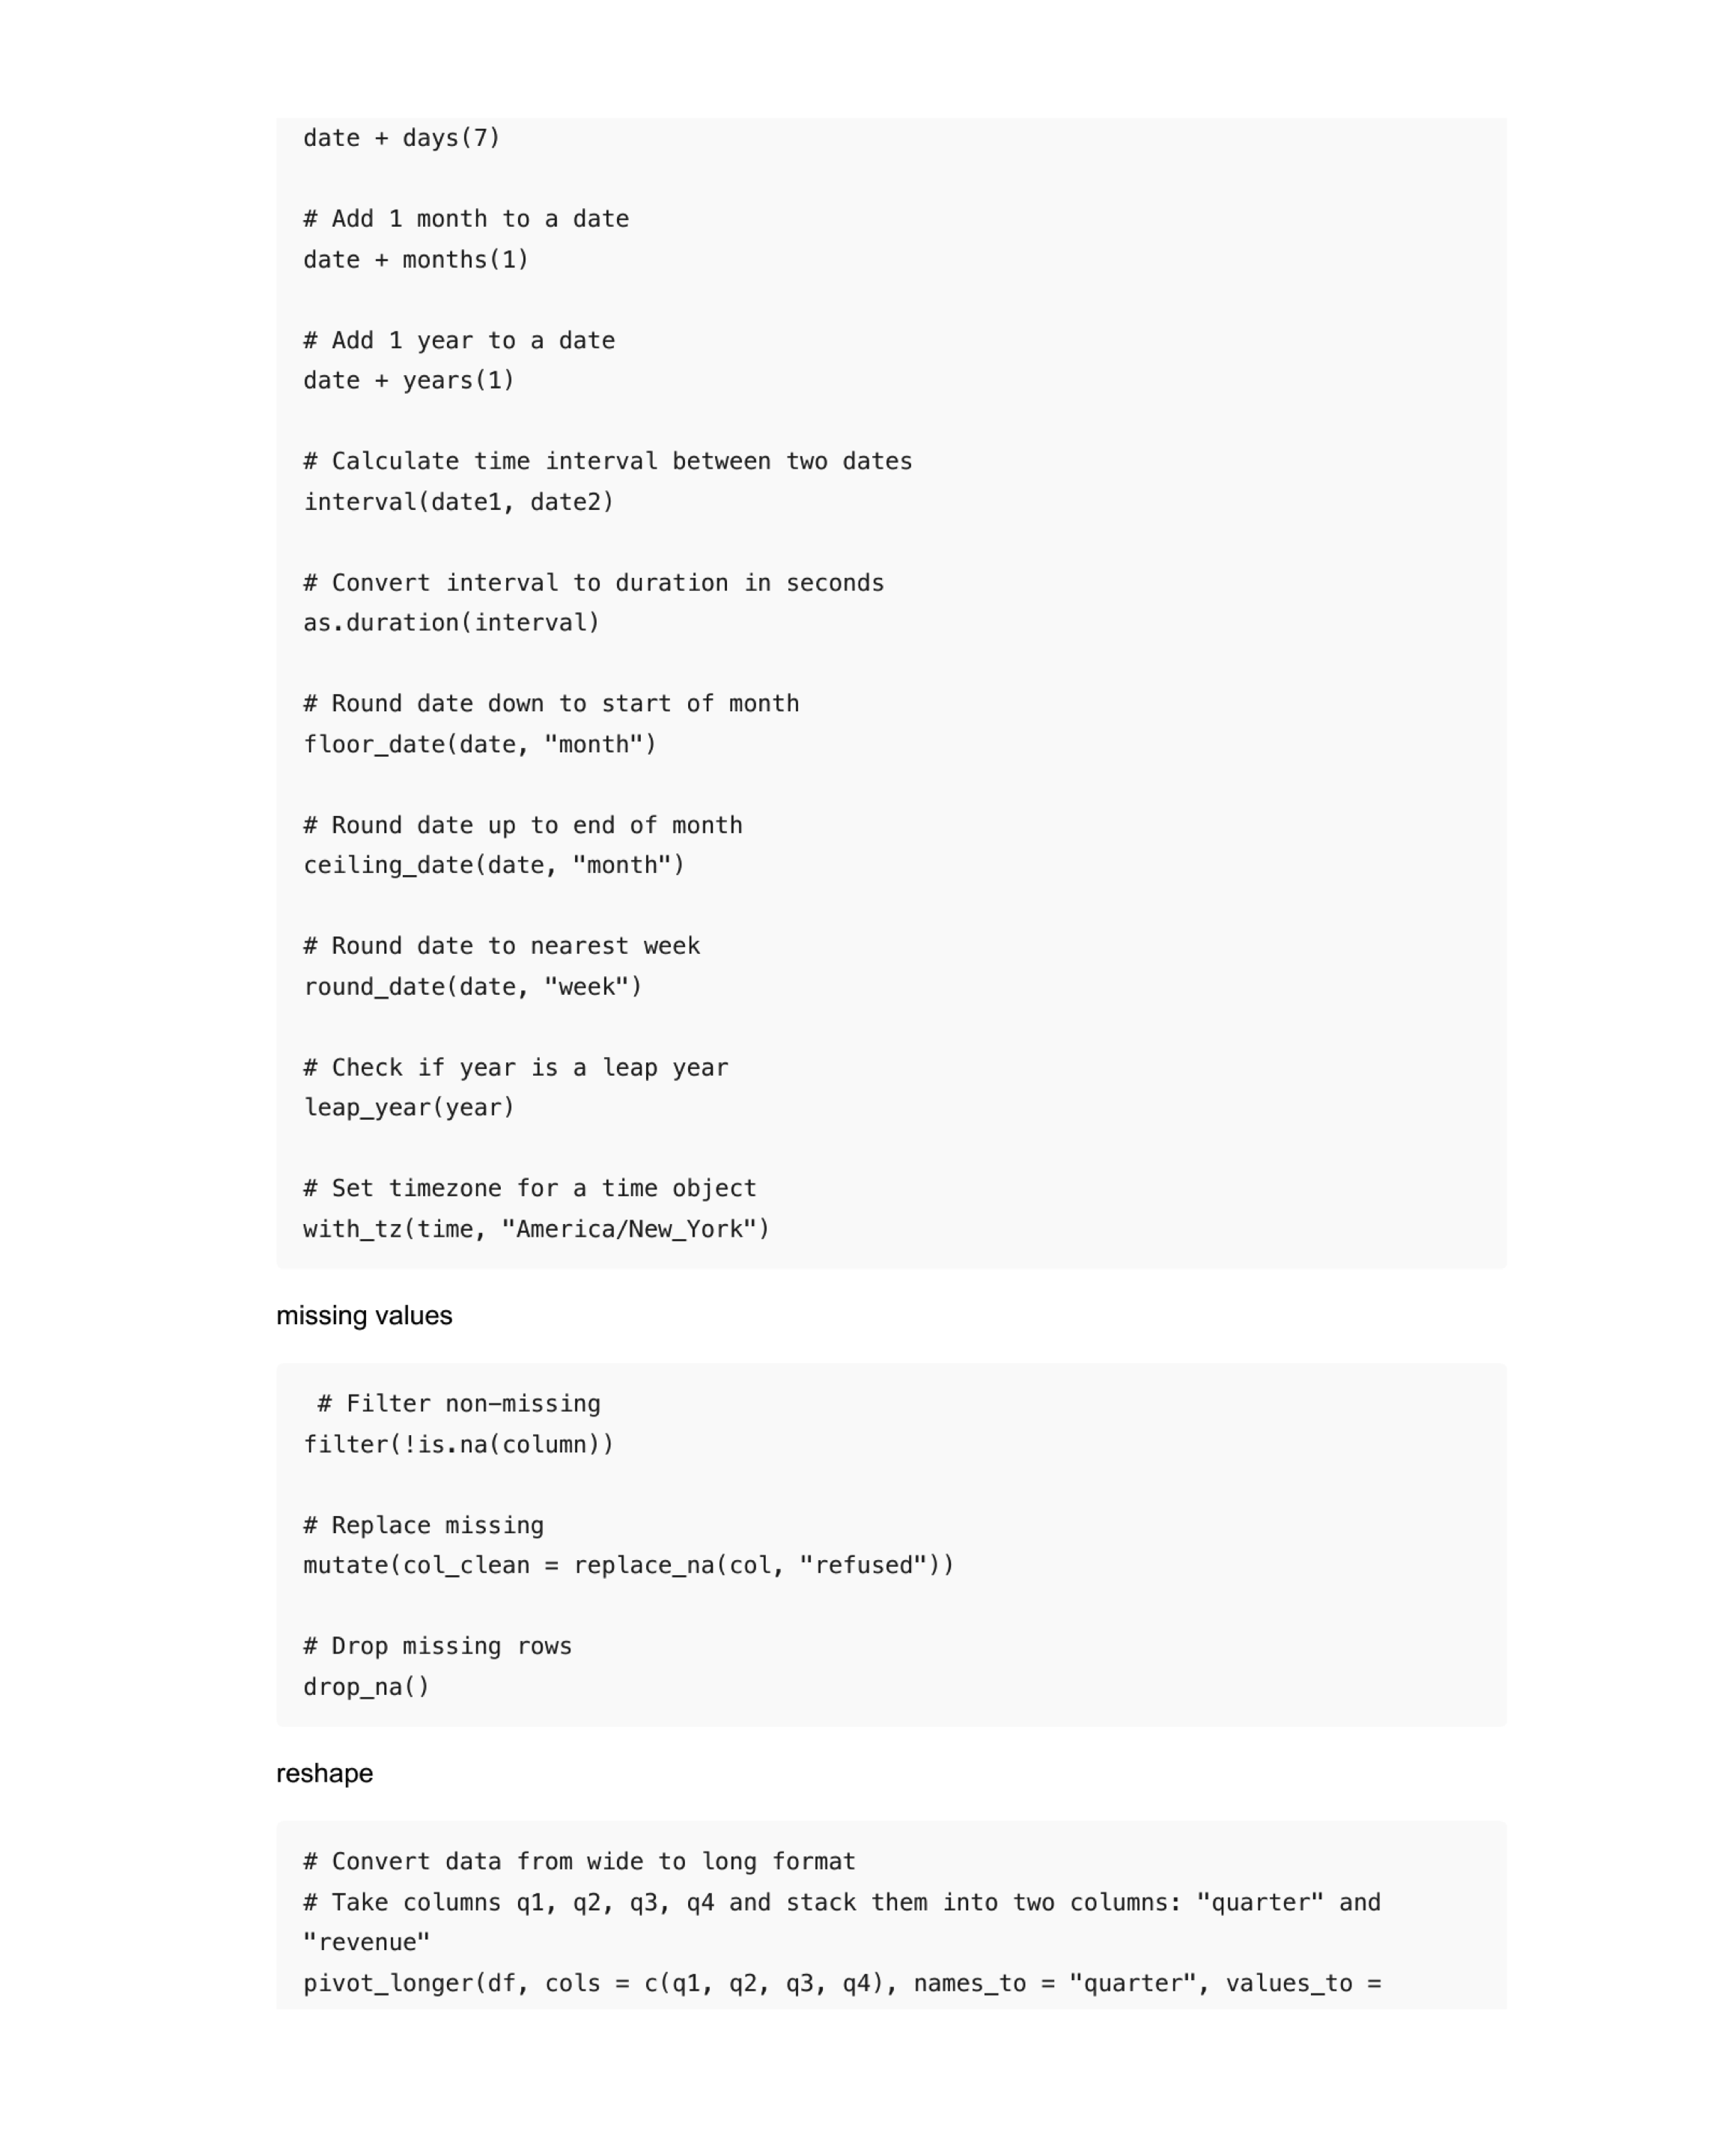 date + days(7)
# Add 1 month to a date
date + months(1)
# Add 1 year to a date
date + years(1)
# Calculate time interval between two dates
interval(date1, date2)
# Convert interval to duration in seconds
as.duration(interval)
# Round date down to start of month
floor_date(date, "month")
# Round date up to end of month
ceiling_date(date, "month")
# Round date to nearest week
round_date(date, "week")
# Check if year is a leap year
leap_year(year)
# Set timezone for a time object
with_tz(time, "America/New_York")
missing values
# Filter non-missing
filter(!is.na(column))
# Replace missing
mutate(col_clean = replace_na(col, "refused"))
# Drop missing rows
drop_na()
reshape
# Convert data from wide to long format
# Take columns q1, q2, q3, q4 and stack them into two columns: "quarter" and
"revenue"
pivot_longer(df, cols = c(q1, q2, q3, q4), names_to = "quarter", values_to =